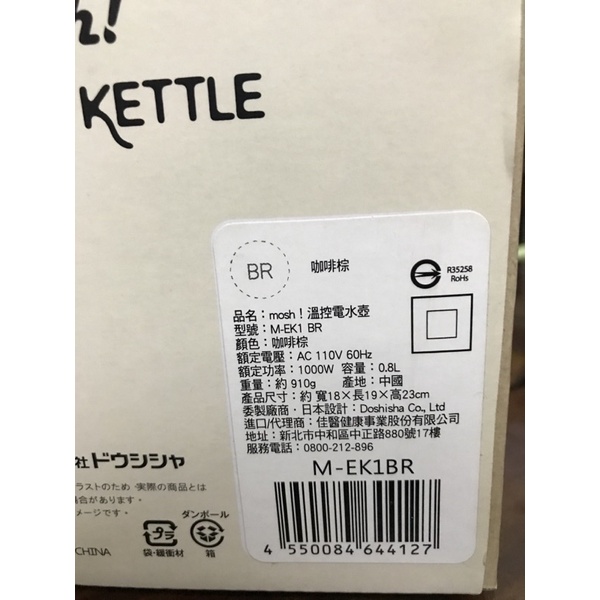 h!
KETTLE
BR
咖啡棕
R35258
RoHs
品名：mosh！溫控電水壺
型號：M-EK1 BR
顏色：咖啡棕
額定電壓：AC 110V 60Hz
額定功率：1000W 容量：0.8L
重量：約 910g 產地：中國
產品尺寸：約 寬18×長19×高23cm
委製廠商・日本設計：Doshisha Co., Ltd
進口/代理商：佳醫健康事業股份有限公司
地址：新北市中和區中正路880號17樓
服務電話：0800-212-896
M-EK1BR
4 550084 644127
社ドウシシャ
ラストのため・実際の商品とは
場合があります・
メージです・
プラ
袋・緩衝材
ダンボール
箱
CHINA